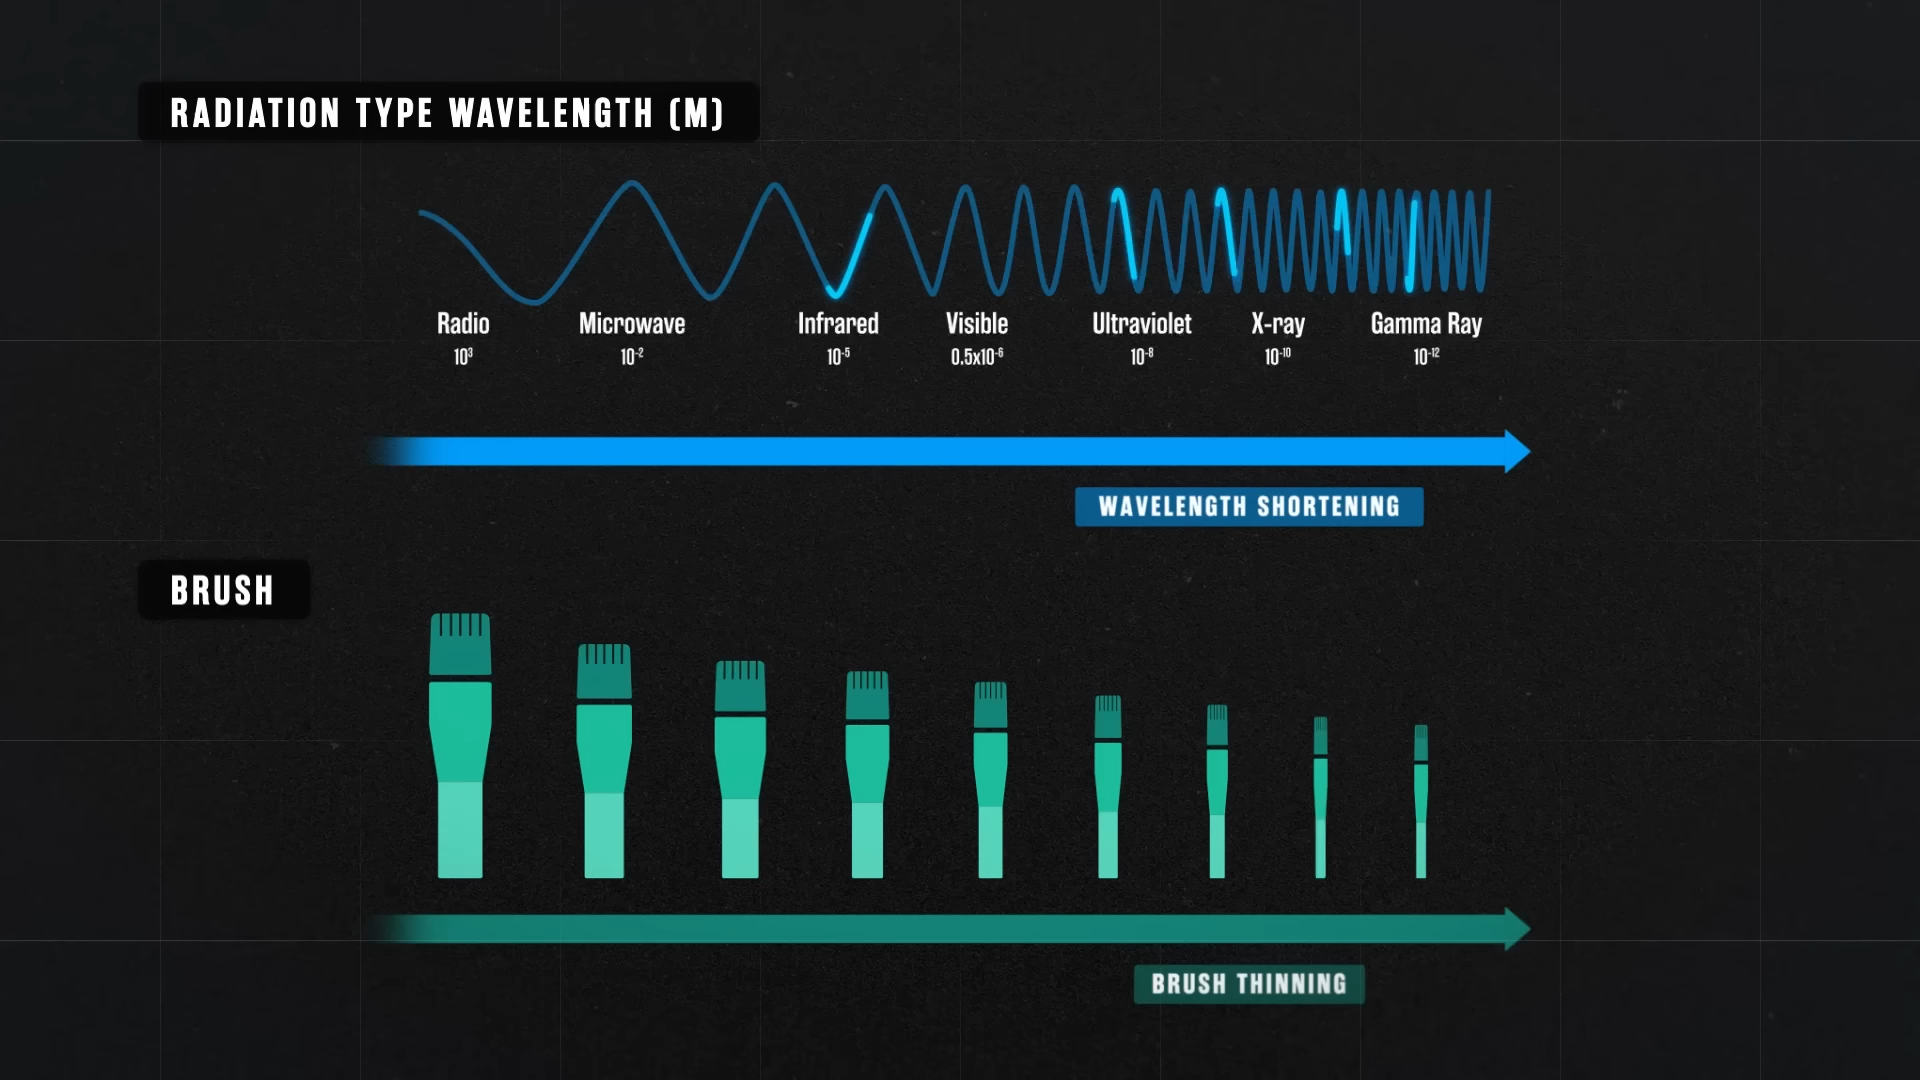 RADIATION TYPE WAVELENGTH (M)
Radio Microwave Infrared Visible Ultraviolet X-ray Gamma Ray
10³ 10⁻² 10⁻⁵ 0.5x10⁻⁶ 10⁻⁸ 10⁻¹⁰ 10⁻¹²
WAVELENGTH SHORTENING
BRUSH
BRUSH THINNING